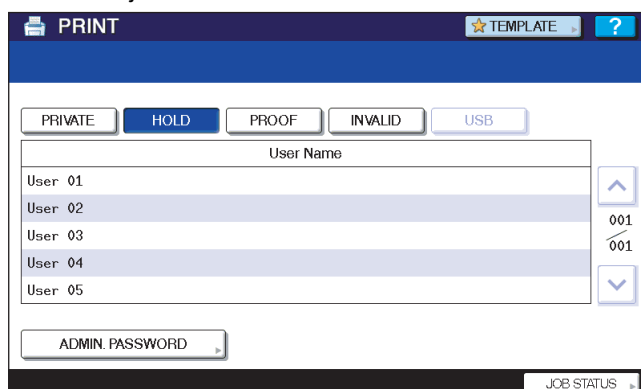 PRINT TEMPLATE ?
PRIVATE HOLD PROOF INVALID USB
User Name
User 01
User 02
User 03
User 04
User 05
001
001
ADMIN. PASSWORD
JOB STATUS